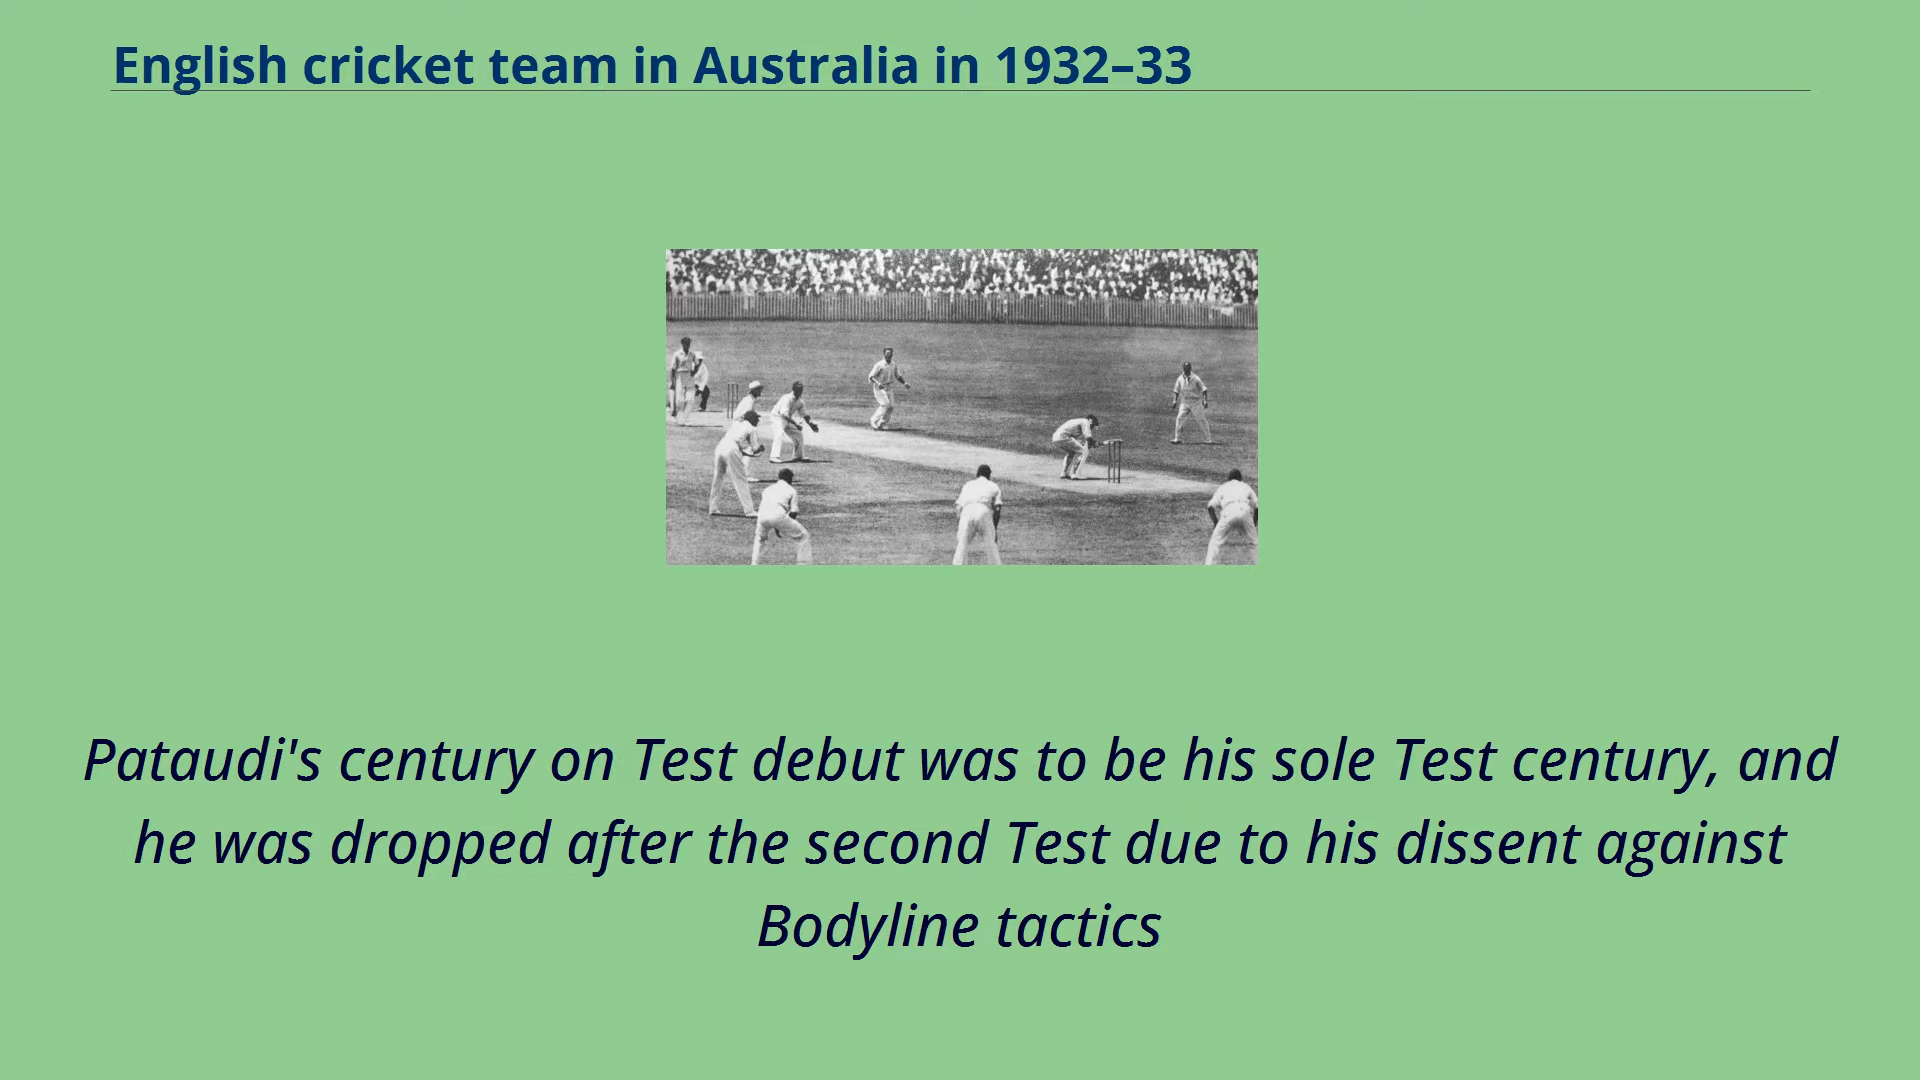 English cricket team in Australia in 1932–33
Pataudi's century on Test debut was to be his sole Test century, and
he was dropped after the second Test due to his dissent against
Bodyline tactics